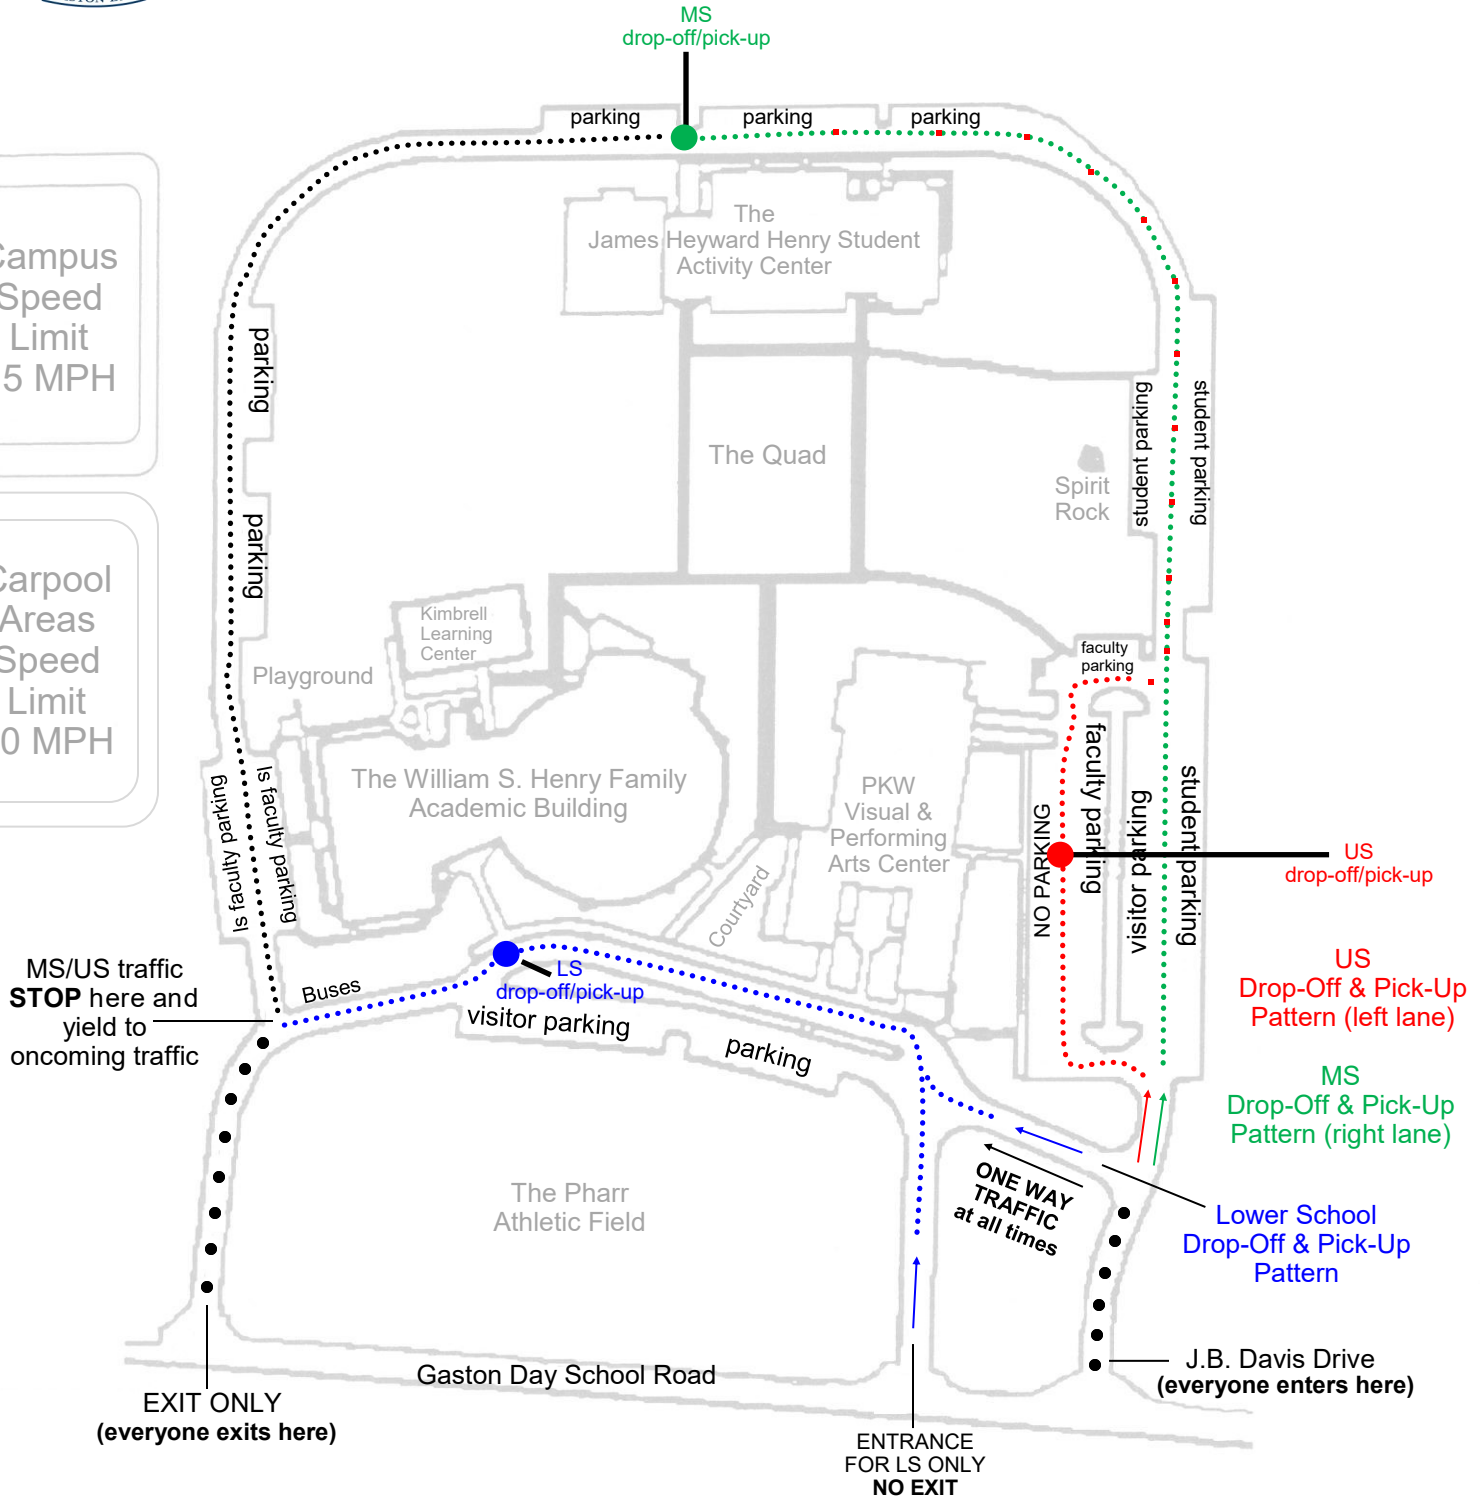 MS
drop-off/pick-up
parking
parking
parking
The
James Heyward Henry Student
Activity Center
Speed
Limit
5 MPH
parking
student parking
student parking
The Quad
Spirit
Rock
parking
Areas
Speed
Limit
0 MPH
Kimbrell
Learning
Center
Playground
faculty
parking
The William S. Henry Family
Academic Building
PKW
Visual &
Performing
Arts Center
faculty parking
visitor parking
student parking
NO PARKING
ls faculty parking
ls faculty parking
US
drop-off/pick-up
Courtyard
MS/US traffic
STOP here and
yield to
oncoming traffic
Buses
LS
drop-off/pick-up
visitor parking
parking
US
Drop-Off & Pick-Up
Pattern (left lane)
MS
Drop-Off & Pick-Up
Pattern (right lane)
ONE WAY
TRAFFIC
at all times
The Pharr
Athletic Field
Lower School
Drop-Off & Pick-Up
Pattern
Gaston Day School Road
J.B. Davis Drive
(everyone enters here)
EXIT ONLY
(everyone exits here)
ENTRANCE
FOR LS ONLY
NO EXIT